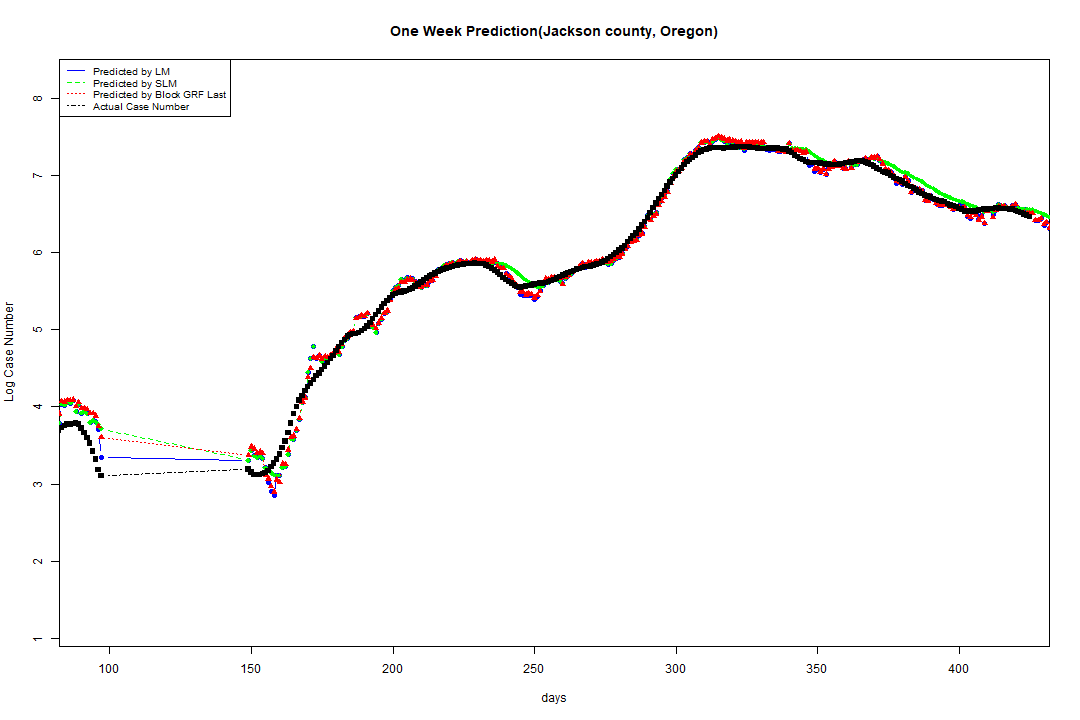 One Week Prediction(Jackson county, Oregon)
Predicted by LM
Predicted by SLM
Predicted by Block GRF Last
Actual Case Number
Log Case Number
8
7
6
5
4
3
2
1
100 150 200 250 300 350 400
days